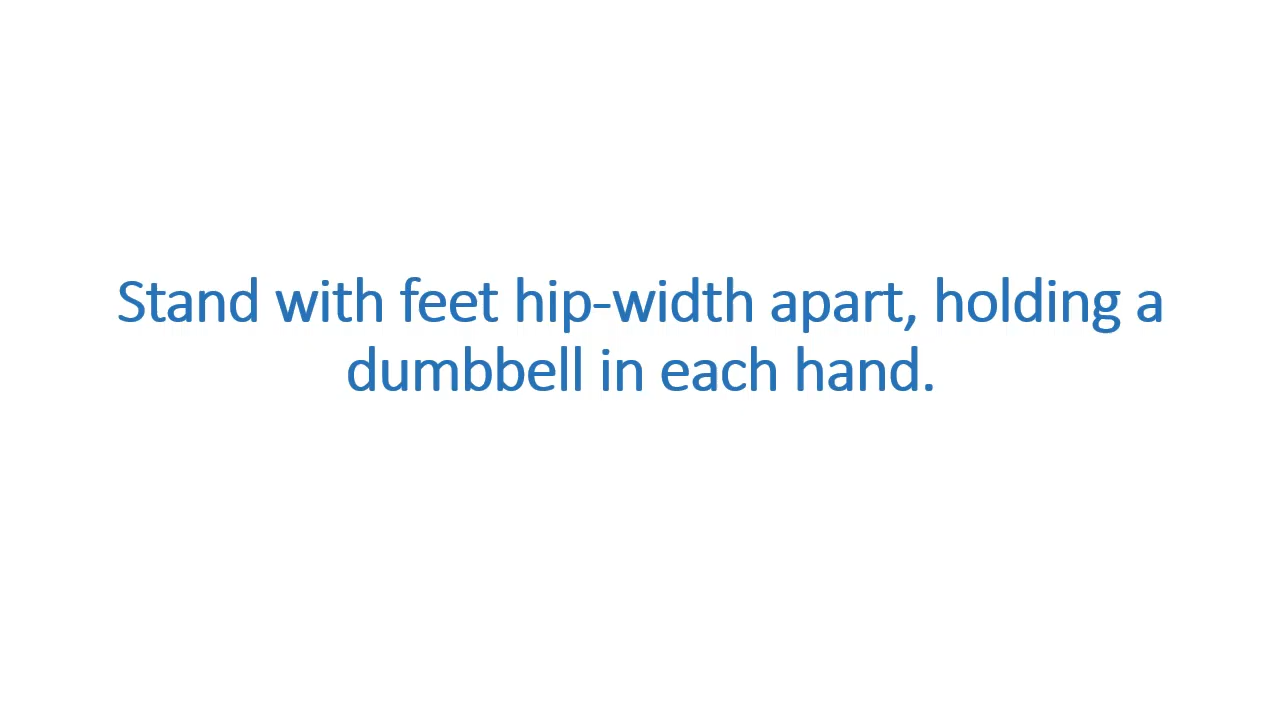 Stand with feet hip-width apart, holding a
dumbbell in each hand.